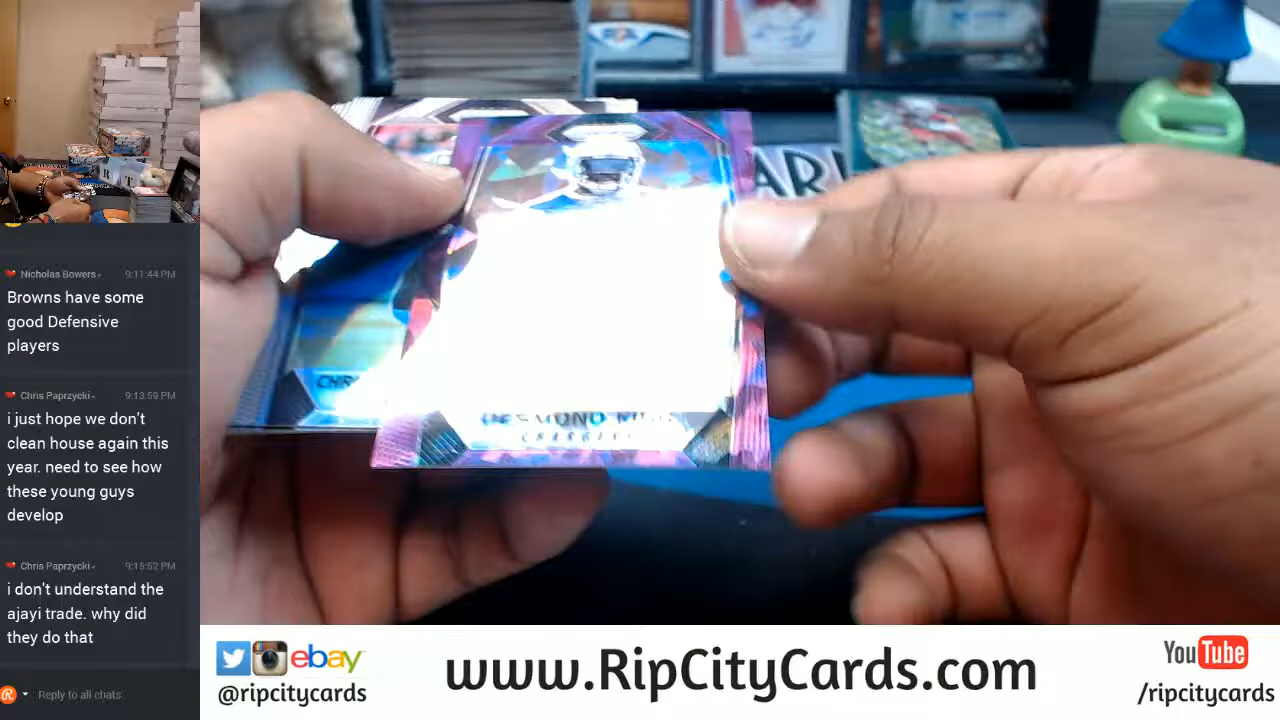 Nicholas Bowers 9:11:44 PM
Browns have some
good Defensive
players
Chris Paprzycki 9:13:59 PM
i just hope we don't
clean house again this
year. need to see how
these young guys
develop
Chris Paprzycki 9:15:52 PM
i don't understand the
ajayi trade. why did
they do that
Reply to all chats
CHARGERS
ebay
@ripcitycards
www.RipCityCards.com
YouTube
/ripcitycards